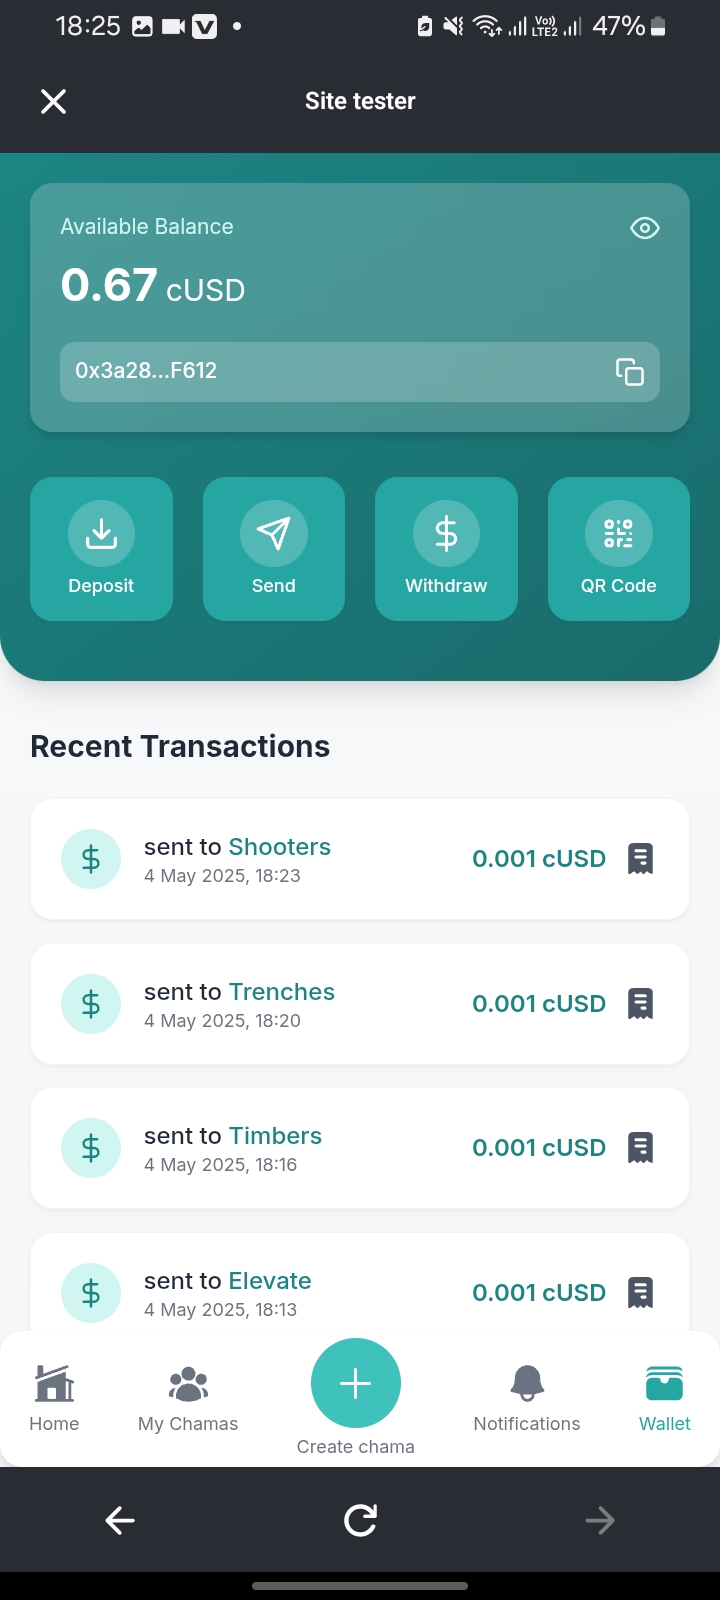 18:25
Vo))
LTE2
47%
Site tester
Available Balance
0.67 cUSD
0x3a28...F612
Deposit
Send
Withdraw
QR Code
Recent Transactions
sent to Shooters
0.001 cUSD
4 May 2025, 18:23
sent to Trenches
0.001 cUSD
4 May 2025, 18:20
sent to Timbers
0.001 cUSD
4 May 2025, 18:16
sent to Elevate
0.001 cUSD
4 May 2025, 18:13
Home
My Chamas
Create chama
Notifications
Wallet